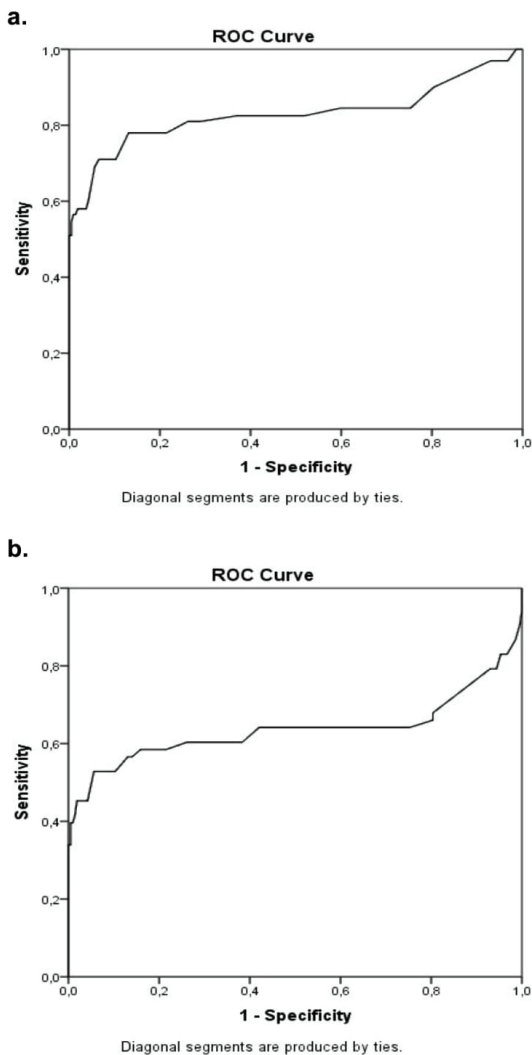 a.
ROC Curve
1,0
0,8
0,6
0,4
0,2
0,0
Sensitivity
0,0 0,2 0,4 0,6 0,8 1,0
1 - Specificity
Diagonal segments are produced by ties.
b.
ROC Curve
1,0
0,8
0,6
0,4
0,2
0,0
Sensitivity
0,0 0,2 0,4 0,6 0,8 1,0
1 - Specificity
Diagonal segments are produced by ties.